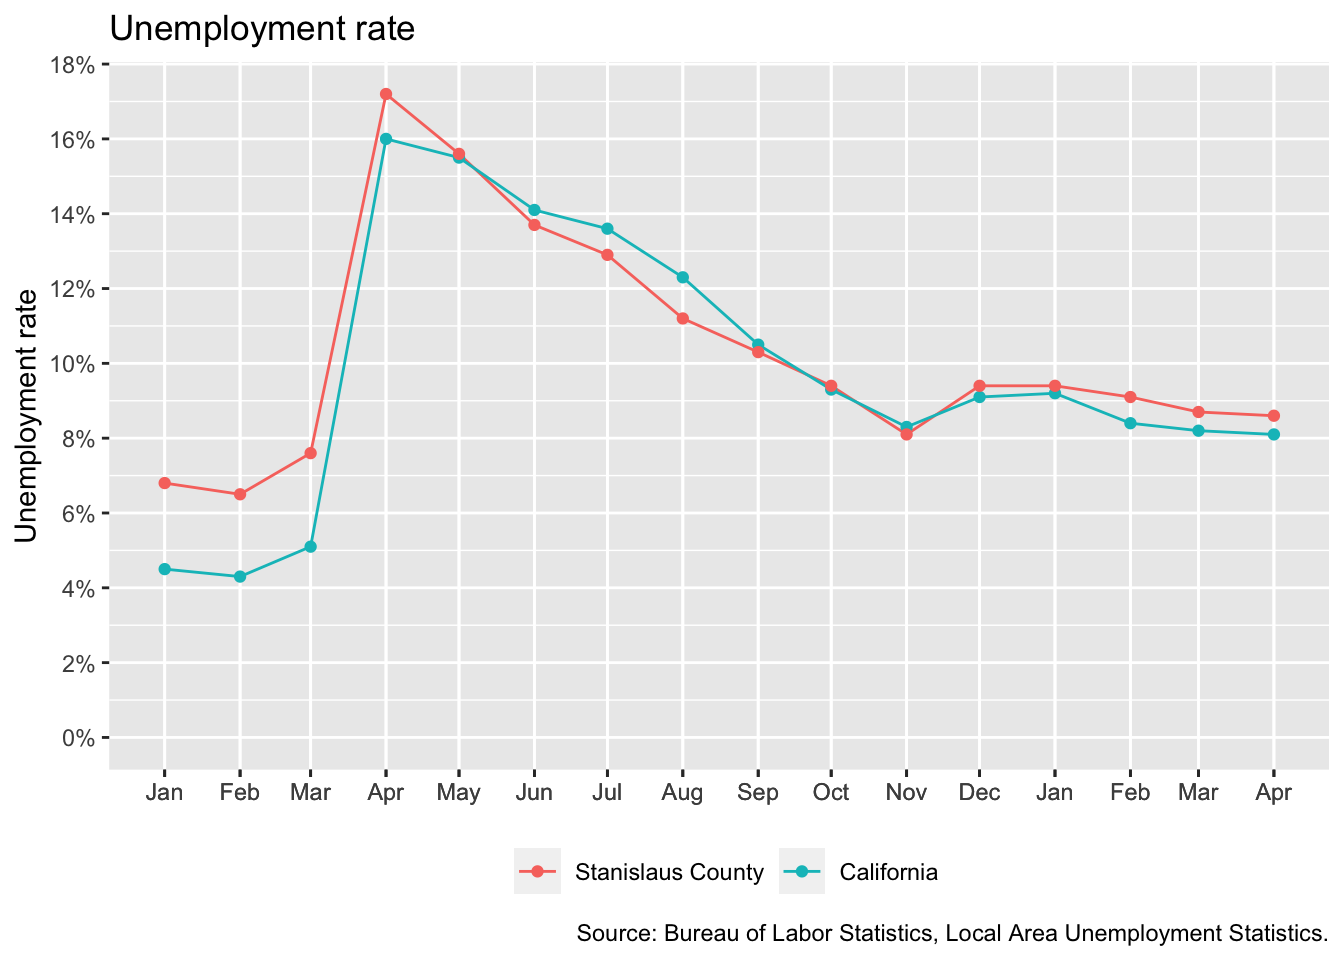 Unemployment rate
18%
16%
14%
12%
10%
8%
6%
4%
2%
0%
Unemployment rate
Jan Feb Mar Apr May Jun Jul Aug Sep Oct Nov Dec Jan Feb Mar Apr
Stanislaus County California
Source: Bureau of Labor Statistics, Local Area Unemployment Statistics.